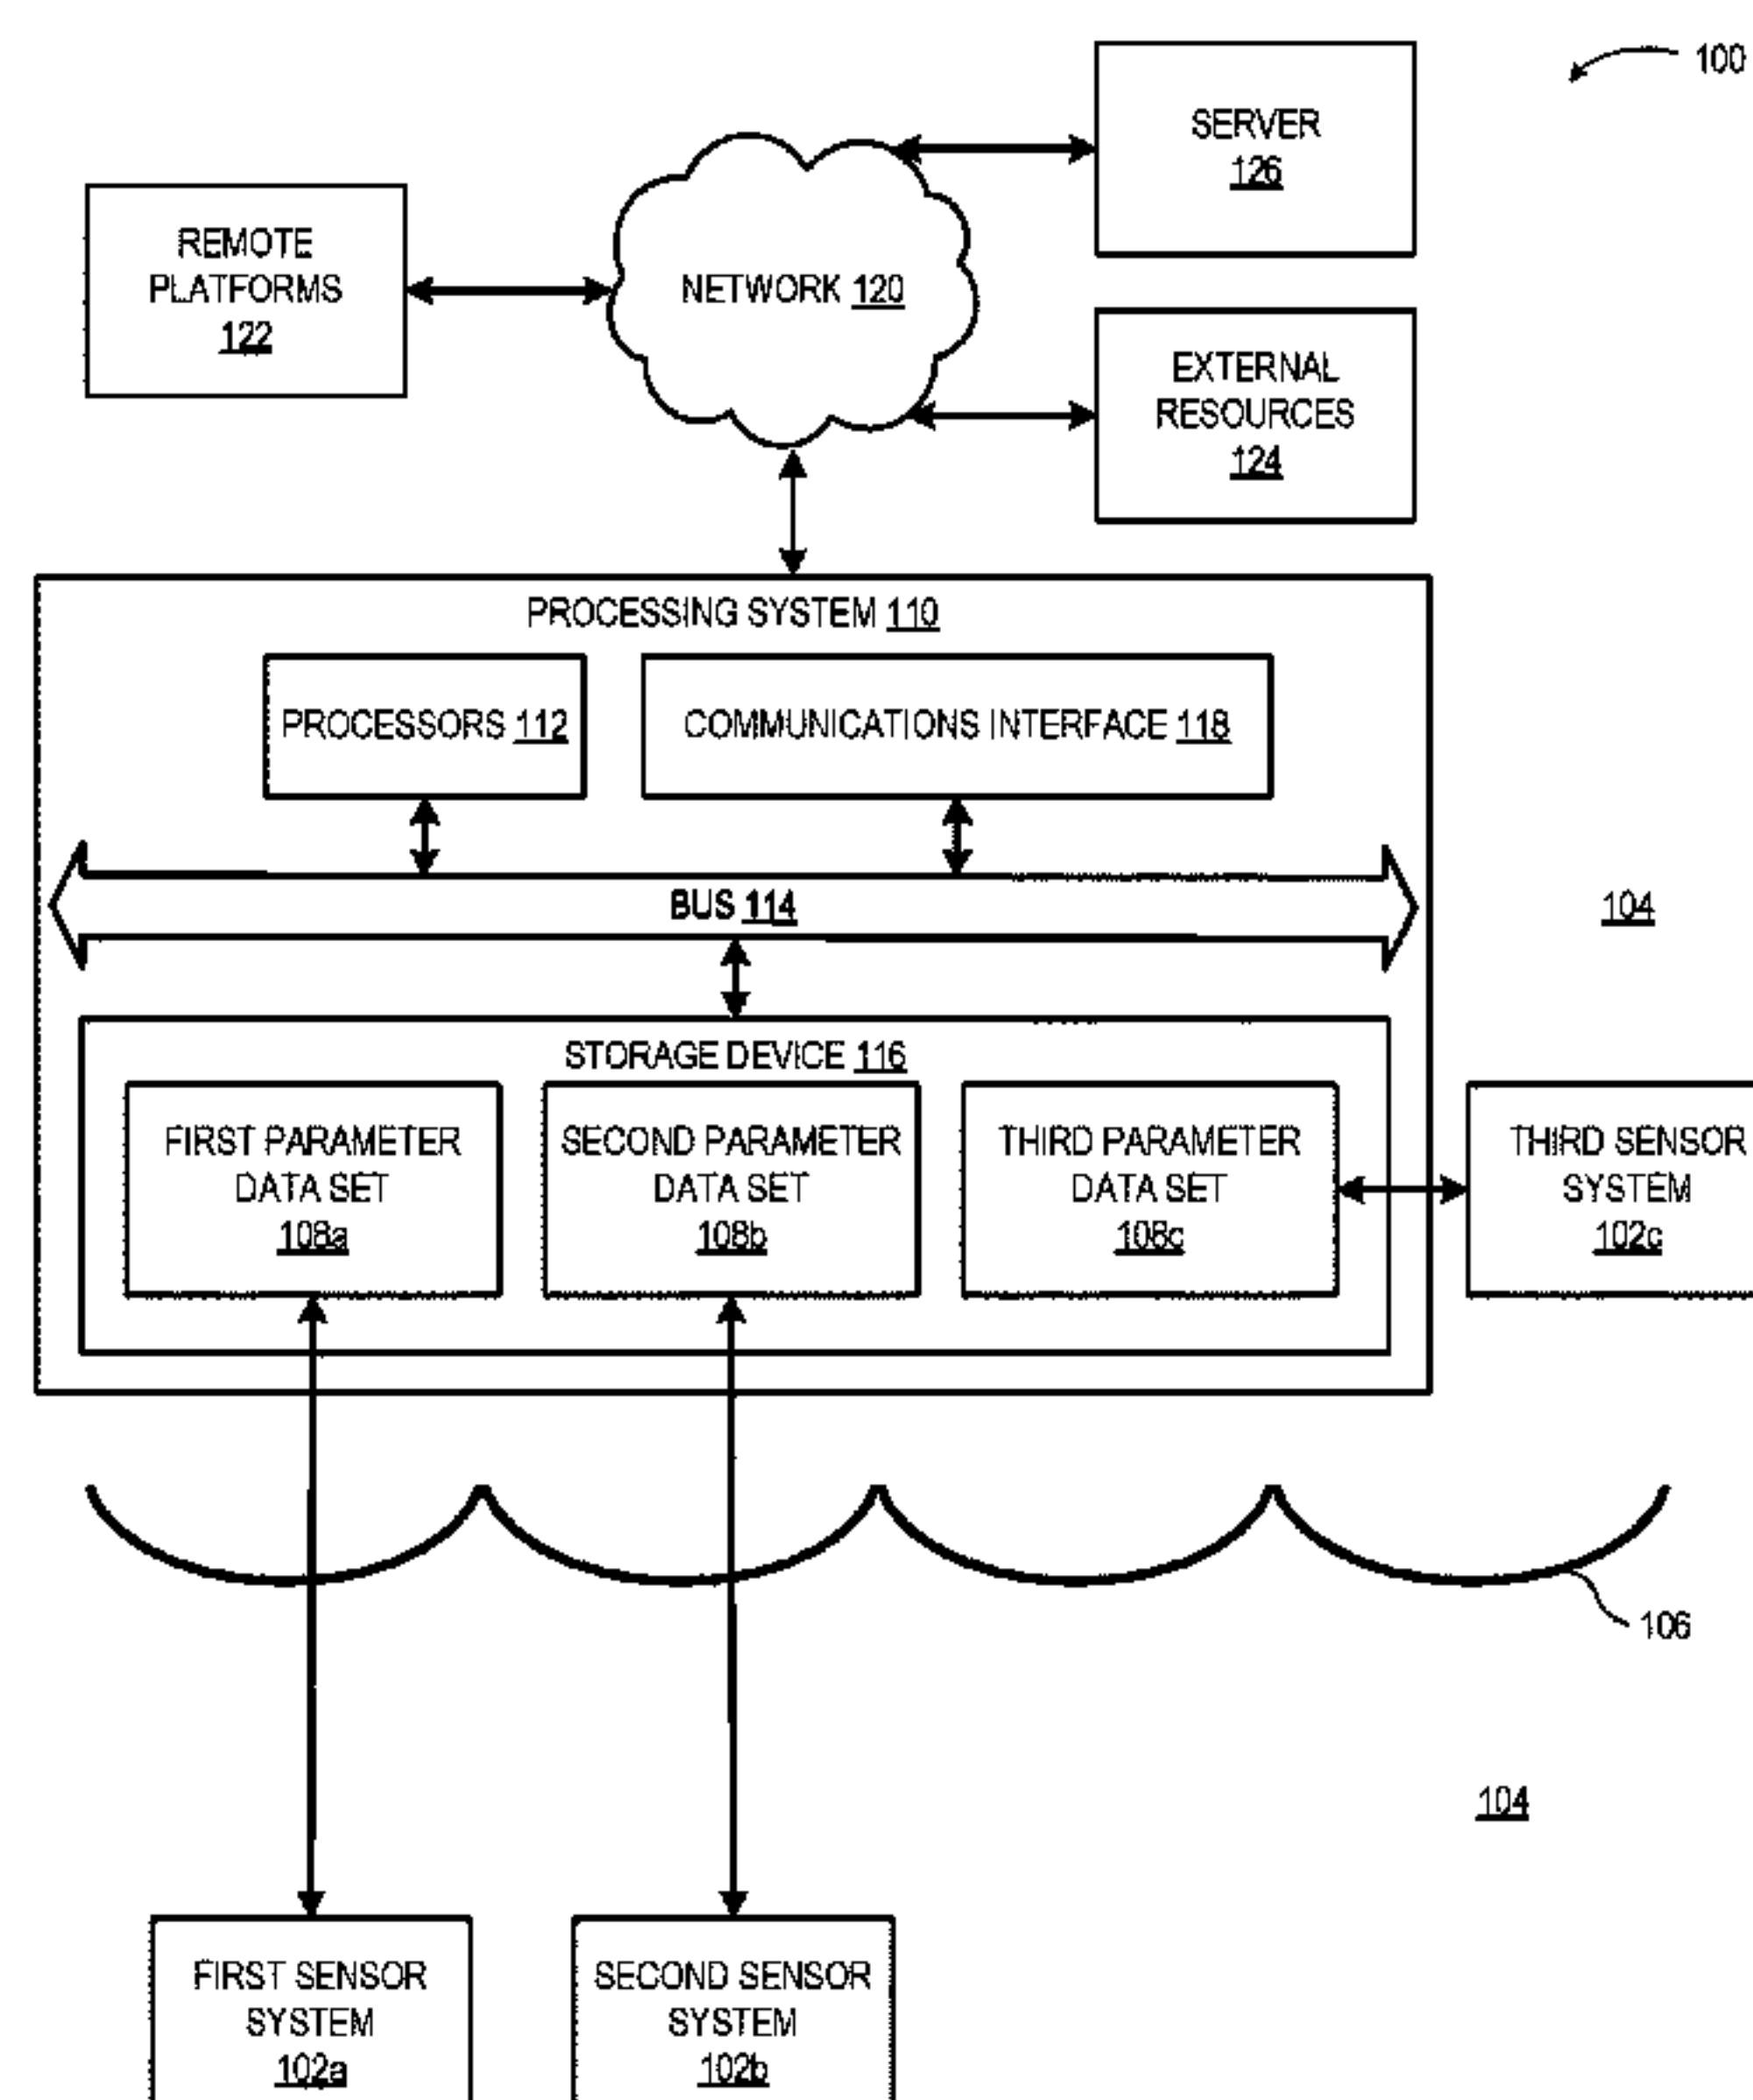 100
SERVER
126
REMOTE
PLATFORMS
122
NETWORK 120
EXTERNAL
RESOURCES
124
PROCESSING SYSTEM 110
PROCESSORS 112
COMMUNICATIONS INTERFACE 118
BUS 114
104
STORAGE DEVICE 116
FIRST PARAMETER
DATA SET
108a
SECOND PARAMETER
DATA SET
108b
THIRD PARAMETER
DATA SET
108c
THIRD SENSOR
SYSTEM
102c
106
104
FIRST SENSOR
SYSTEM
102a
SECOND SENSOR
SYSTEM
102b